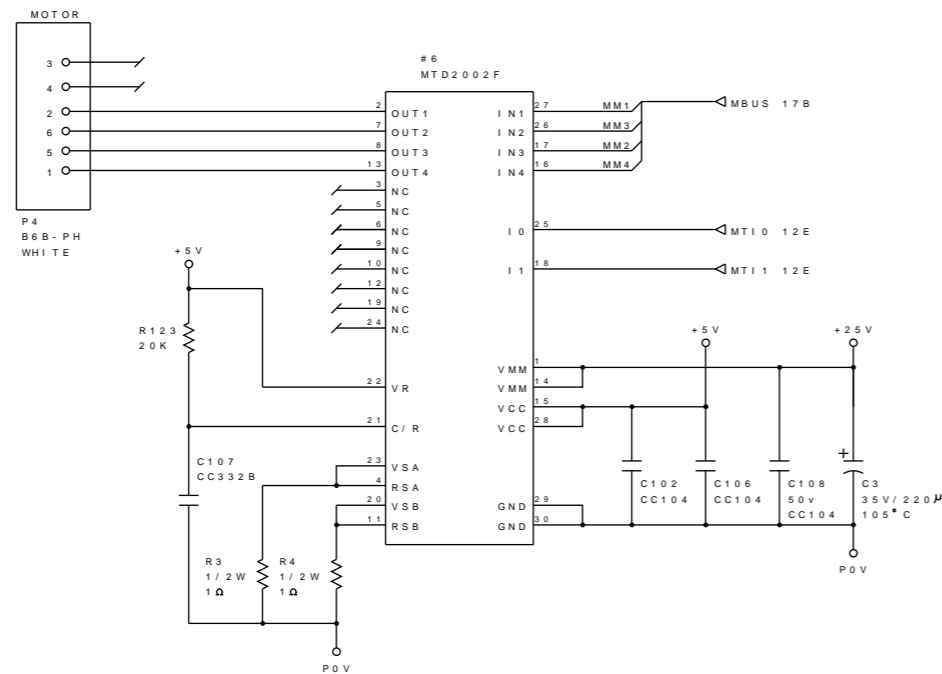 MOTOR
3
4
2
6
5
1
P4
B6B-PH
WHITE
#6
MTD2002F
2 OUT1
7 OUT2
8 OUT3
13 OUT4
3 NC
5 NC
6 NC
9 NC
10 NC
12 NC
19 NC
24 NC
22 VR
21 C/R
23 VSA
4 RSA
20 VSB
11 RSB
IN1 27 MM1
IN2 26 MM3
IN3 17 MM2
IN4 16 MM4
MBUS 17B
I0 25 MTI0 12E
I1 18 MTI1 12E
VMM 1
VMM 14
VCC 15
VCC 28
GND 29
GND 30
+5V
R123
20K
C107
CC332B
R3
1/2W
1Ω
R4
1/2W
1Ω
P0V
+5V
+25V
C102
CC104
C106
CC104
C108
50v
CC104
+
C3
35V/220μ
105°C
P0V